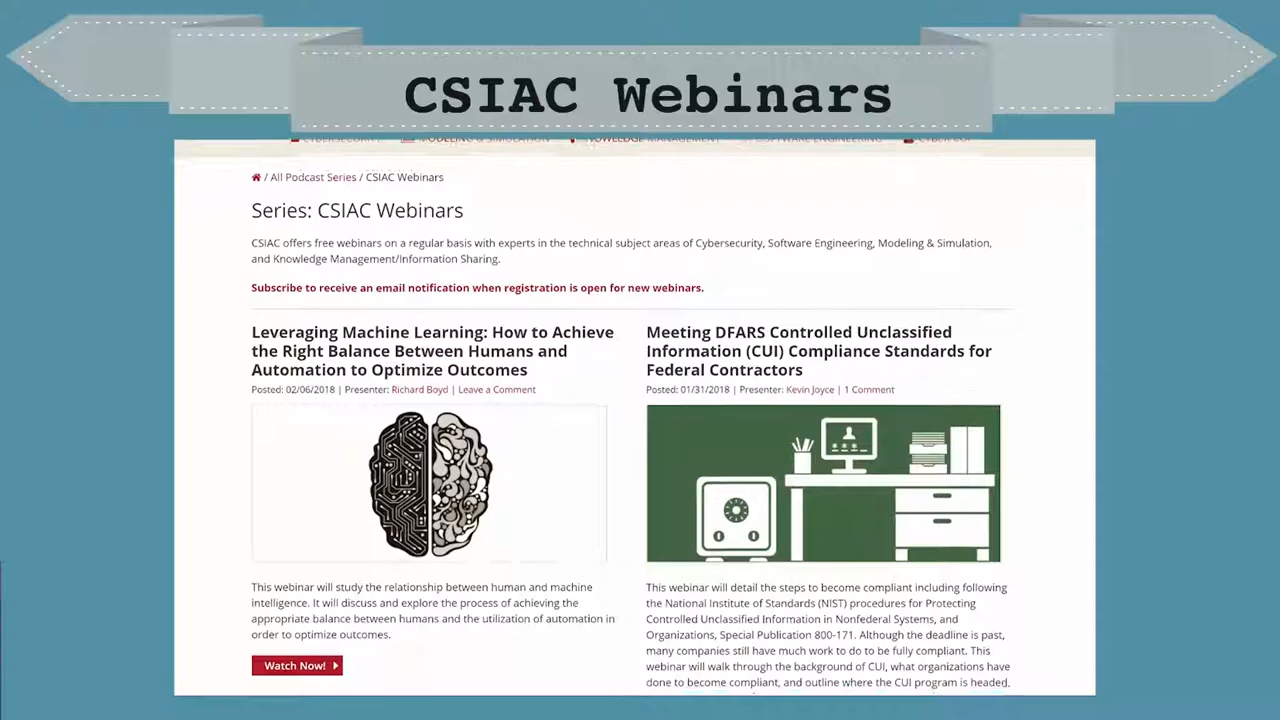 CSIAC Webinars
CYBERSECURITY MODELING & SIMULATION KNOWLEDGE MANAGEMENT SOFTWARE ENGINEERING
/ All Podcast Series / CSIAC Webinars
Series: CSIAC Webinars
CSIAC offers free webinars on a regular basis with experts in the technical subject areas of Cybersecurity, Software Engineering, Modeling & Simulation,
and Knowledge Management/Information Sharing.
Subscribe to receive an email notification when registration is open for new webinars.
Leveraging Machine Learning: How to Achieve
the Right Balance Between Humans and
Automation to Optimize Outcomes
Posted: 02/06/2018 | Presenter: Richard Boyd | Leave a Comment
This webinar will study the relationship between human and machine
intelligence. It will discuss and explore the process of achieving the
appropriate balance between humans and the utilization of automation in
order to optimize outcomes.
Watch Now!
Meeting DFARS Controlled Unclassified
Information (CUI) Compliance Standards for
Federal Contractors
Posted: 01/31/2018 | Presenter: Kevin Joyce | 1 Comment
This webinar will detail the steps to become compliant including following
the National Institute of Standards (NIST) procedures for Protecting
Controlled Unclassified Information in Nonfederal Systems, and
Organizations, Special Publication 800-171. Although the deadline is past,
many companies still have much work to do to be fully compliant. This
webinar will walk through the background of CUI, what organizations have
done to become compliant, and outline where the CUI program is headed.